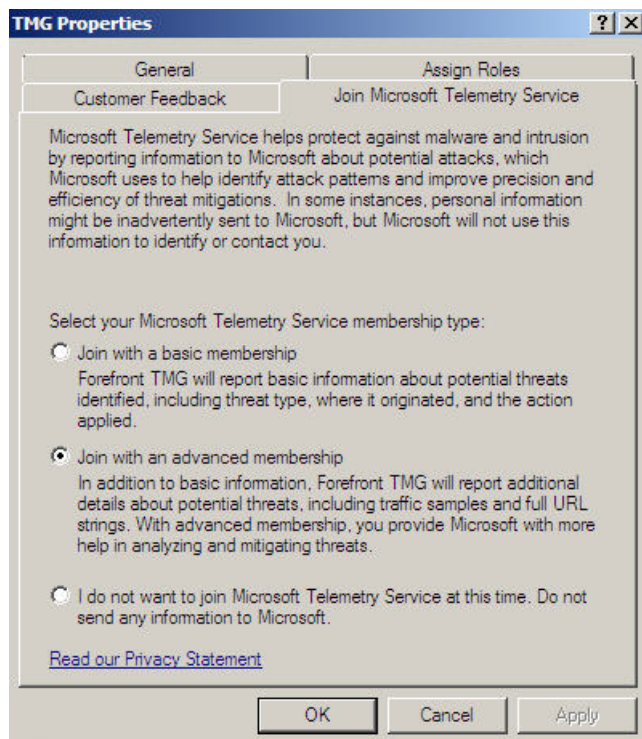 TMG Properties
General
Assign Roles
Customer Feedback
Join Microsoft Telemetry Service
Microsoft Telemetry Service helps protect against malware and intrusion
by reporting information to Microsoft about potential attacks, which
Microsoft uses to help identify attack patterns and improve precision and
efficiency of threat mitigations. In some instances, personal information
might be inadvertently sent to Microsoft, but Microsoft will not use this
information to identify or contact you.
Select your Microsoft Telemetry Service membership type:
Join with a basic membership
Forefront TMG will report basic information about potential threats
identified, including threat type, where it originated, and the action
applied.
Join with an advanced membership
In addition to basic information, Forefront TMG will report additional
details about potential threats, including traffic samples and full URL
strings. With advanced membership, you provide Microsoft with more
help in analyzing and mitigating threats.
I do not want to join Microsoft Telemetry Service at this time. Do not
send any information to Microsoft.
Read our Privacy Statement
OK
Cancel
Apply